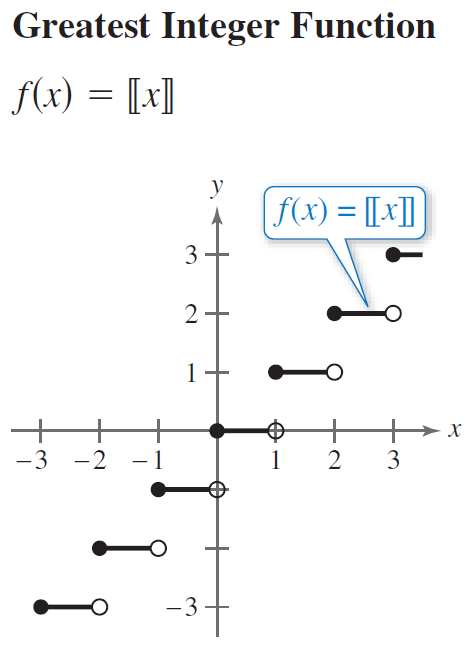 Greatest Integer Function
f(x) = ⟦x⟧
y
f(x) = ⟦x⟧
3
2
1
x
−3 −2 −1 1 2 3
−3